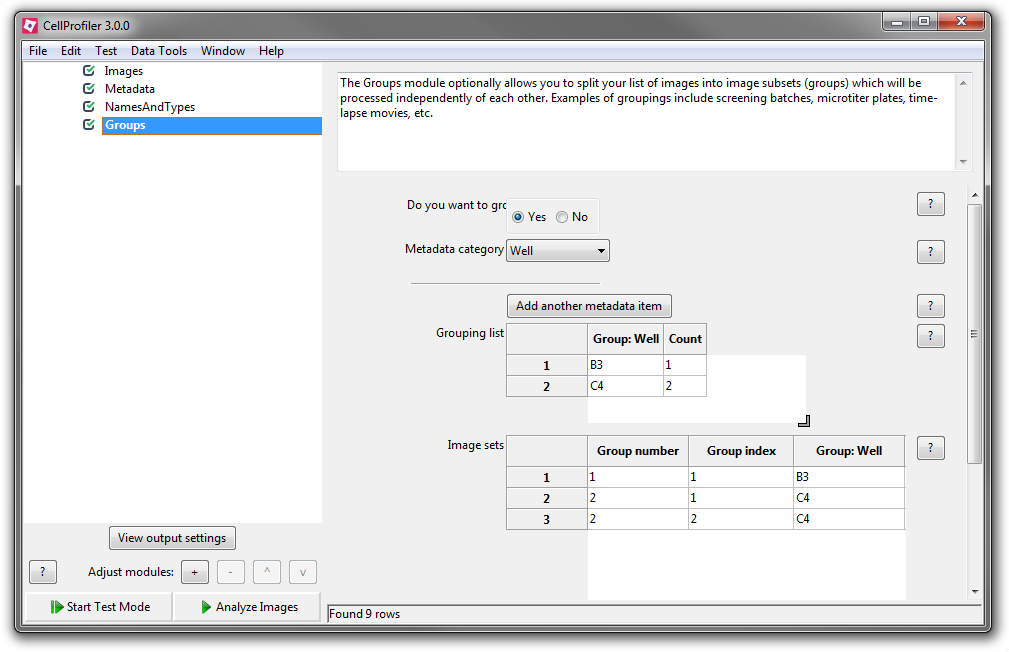 CellProfiler 3.0.0
File Edit Test Data Tools Window Help
Images
Metadata
NamesAndTypes
Groups
The Groups module optionally allows you to split your list of images into image subsets (groups) which will be
processed independently of each other. Examples of groupings include screening batches, microtiter plates, time-
lapse movies, etc.
Do you want to gro
Yes No
?
Metadata category
Well
?
Add another metadata item
?
Grouping list
?
Group: Well Count
1 B3 1
2 C4 2
Image sets
?
Group number Group index Group: Well
1 1 1 B3
2 2 1 C4
3 2 2 C4
View output settings
? Adjust modules: + - ^ v
Start Test Mode Analyze Images
Found 9 rows